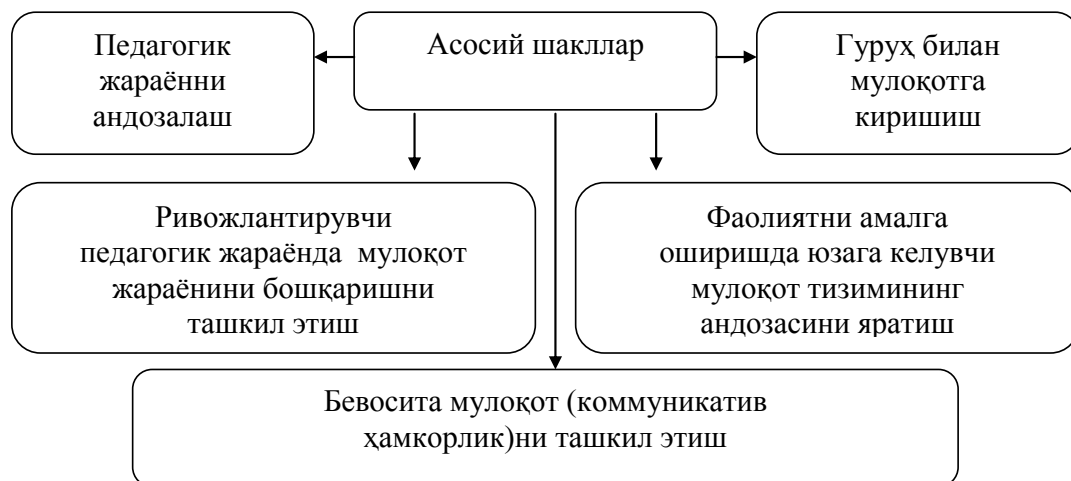 Педагогик
жараённи
андозалаш
Асосий шакллар
Гуруҳ билан
мулоқотга
киришиш
Ривожлантирувчи
педагогик жараёнда мулоқот
жараёнини бошқаришни
ташкил этиш
Фаолиятни амалга
оширишда юзага келувчи
мулоқот тизимининг
андозасини яратиш
Бевосита мулоқот (коммуникатив
ҳамкорлик)ни ташкил этиш